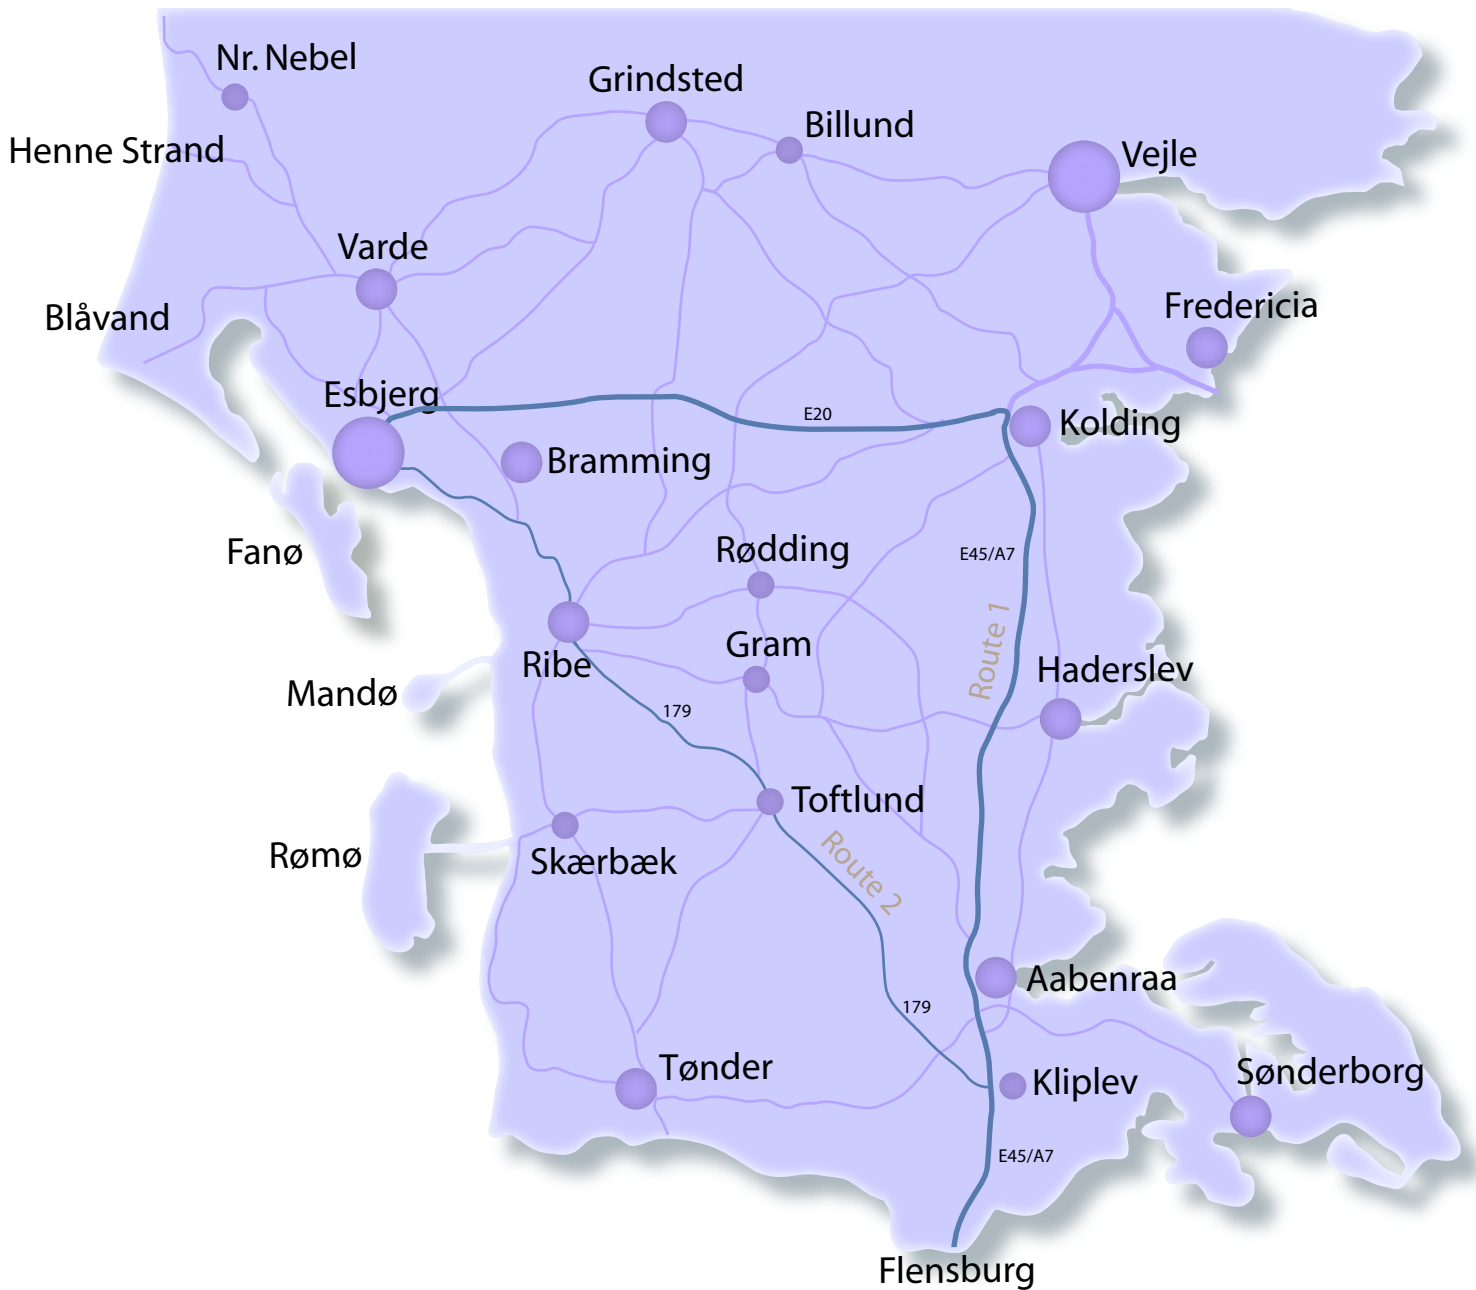 Nr. Nebel
Grindsted
Billund
Henne Strand
Vejle
Varde
Blåvand
Fredericia
Esbjerg
E20
Kolding
Bramming
Fanø
Rødding
E45/A7
Route 1
Gram
Ribe
Haderslev
Mandø
179
Toftlund
Rømø
Skærbæk
Route 2
Aabenraa
179
Tønder
Kliplev
Sønderborg
E45/A7
Flensburg